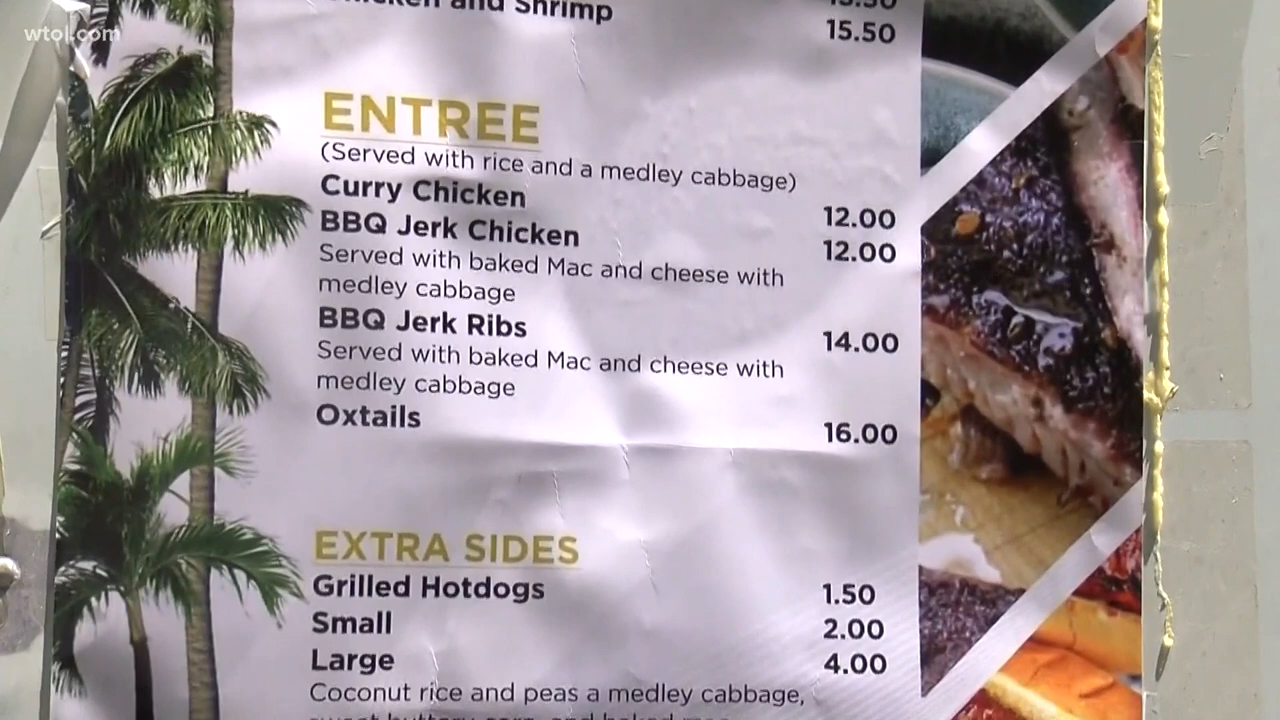 wtol.com
Chicken and Shrimp
15.50
ENTREE
(Served with rice and a medley cabbage)
Curry Chicken 12.00
BBQ Jerk Chicken 12.00
Served with baked Mac and cheese with
medley cabbage
BBQ Jerk Ribs 14.00
Served with baked Mac and cheese with
medley cabbage
Oxtails 16.00
EXTRA SIDES
Grilled Hotdogs 1.50
Small 2.00
Large 4.00
Coconut rice and peas a medley cabbage,